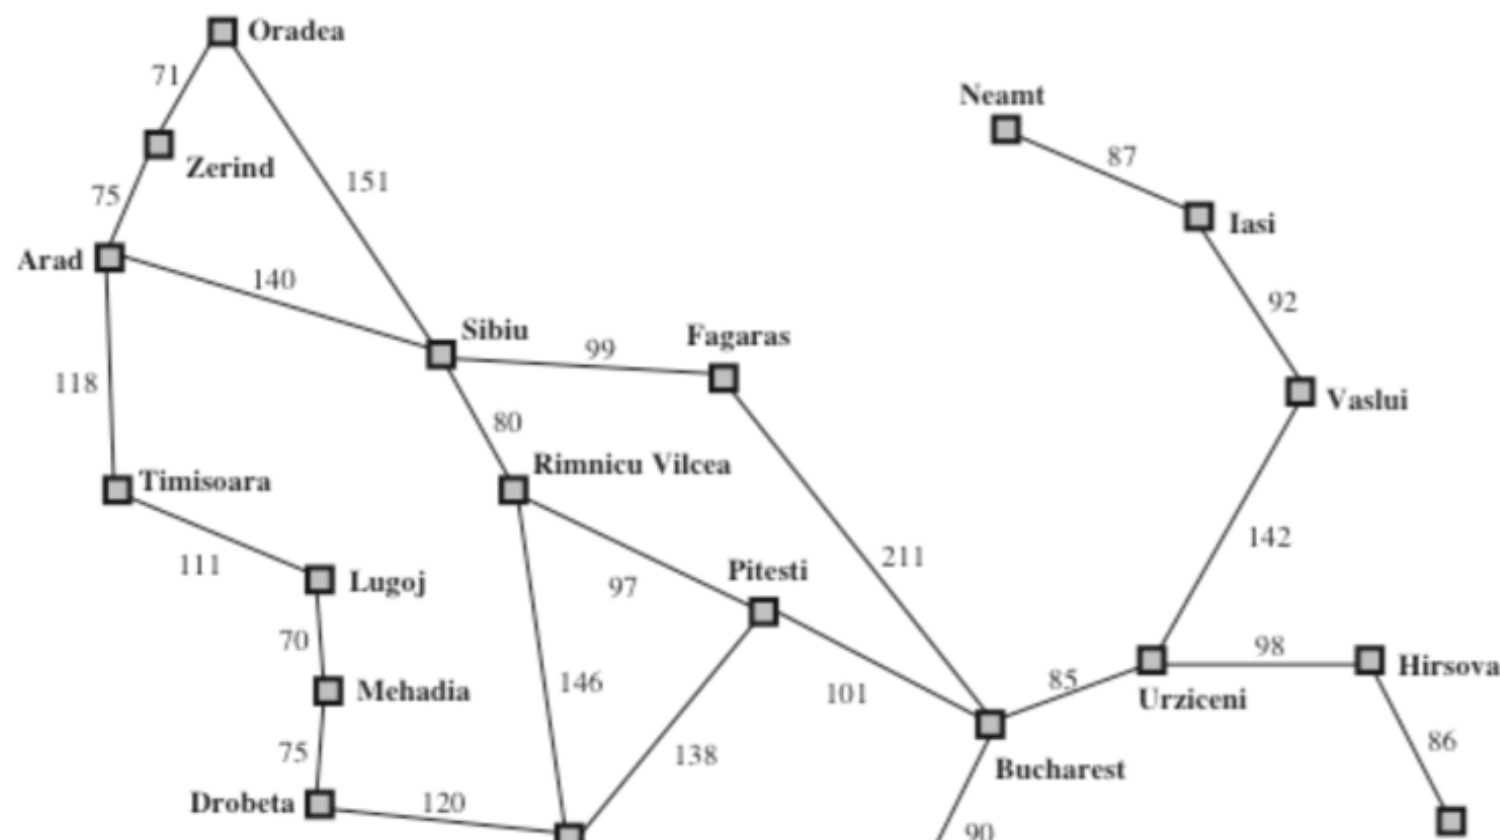 Oradea
71
Neamt
87
Zerind
151
75
Iasi
Arad
140
92
Sibiu
Fagaras
99
118
Vaslui
80
Rimnicu Vilcea
Timisoara
142
211
111
Pitesti
Lugoj
97
70
98
Hirsova
85
146
Mehadia
101
Urziceni
86
75
138
Bucharest
Drobeta
120
90